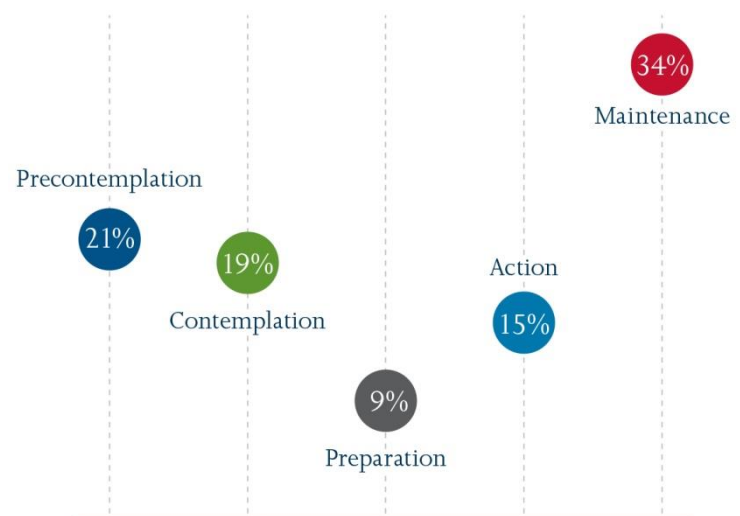 34%
Maintenance
Precontemplation
21%
19%
Action
Contemplation
15%
9%
Preparation